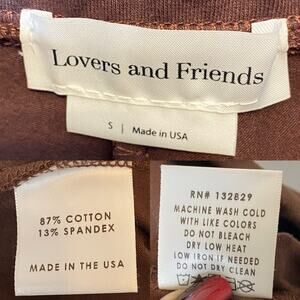 Lovers and Friends
S | Made in USA
87% COTTON
13% SPANDEX
MADE IN THE USA
RN# 132829
MACHINE WASH COLD
WITH LIKE COLORS
DO NOT BLEACH
DRY LOW HEAT
LOW IRON IF NEEDED
DO NOT DRY CLEAN